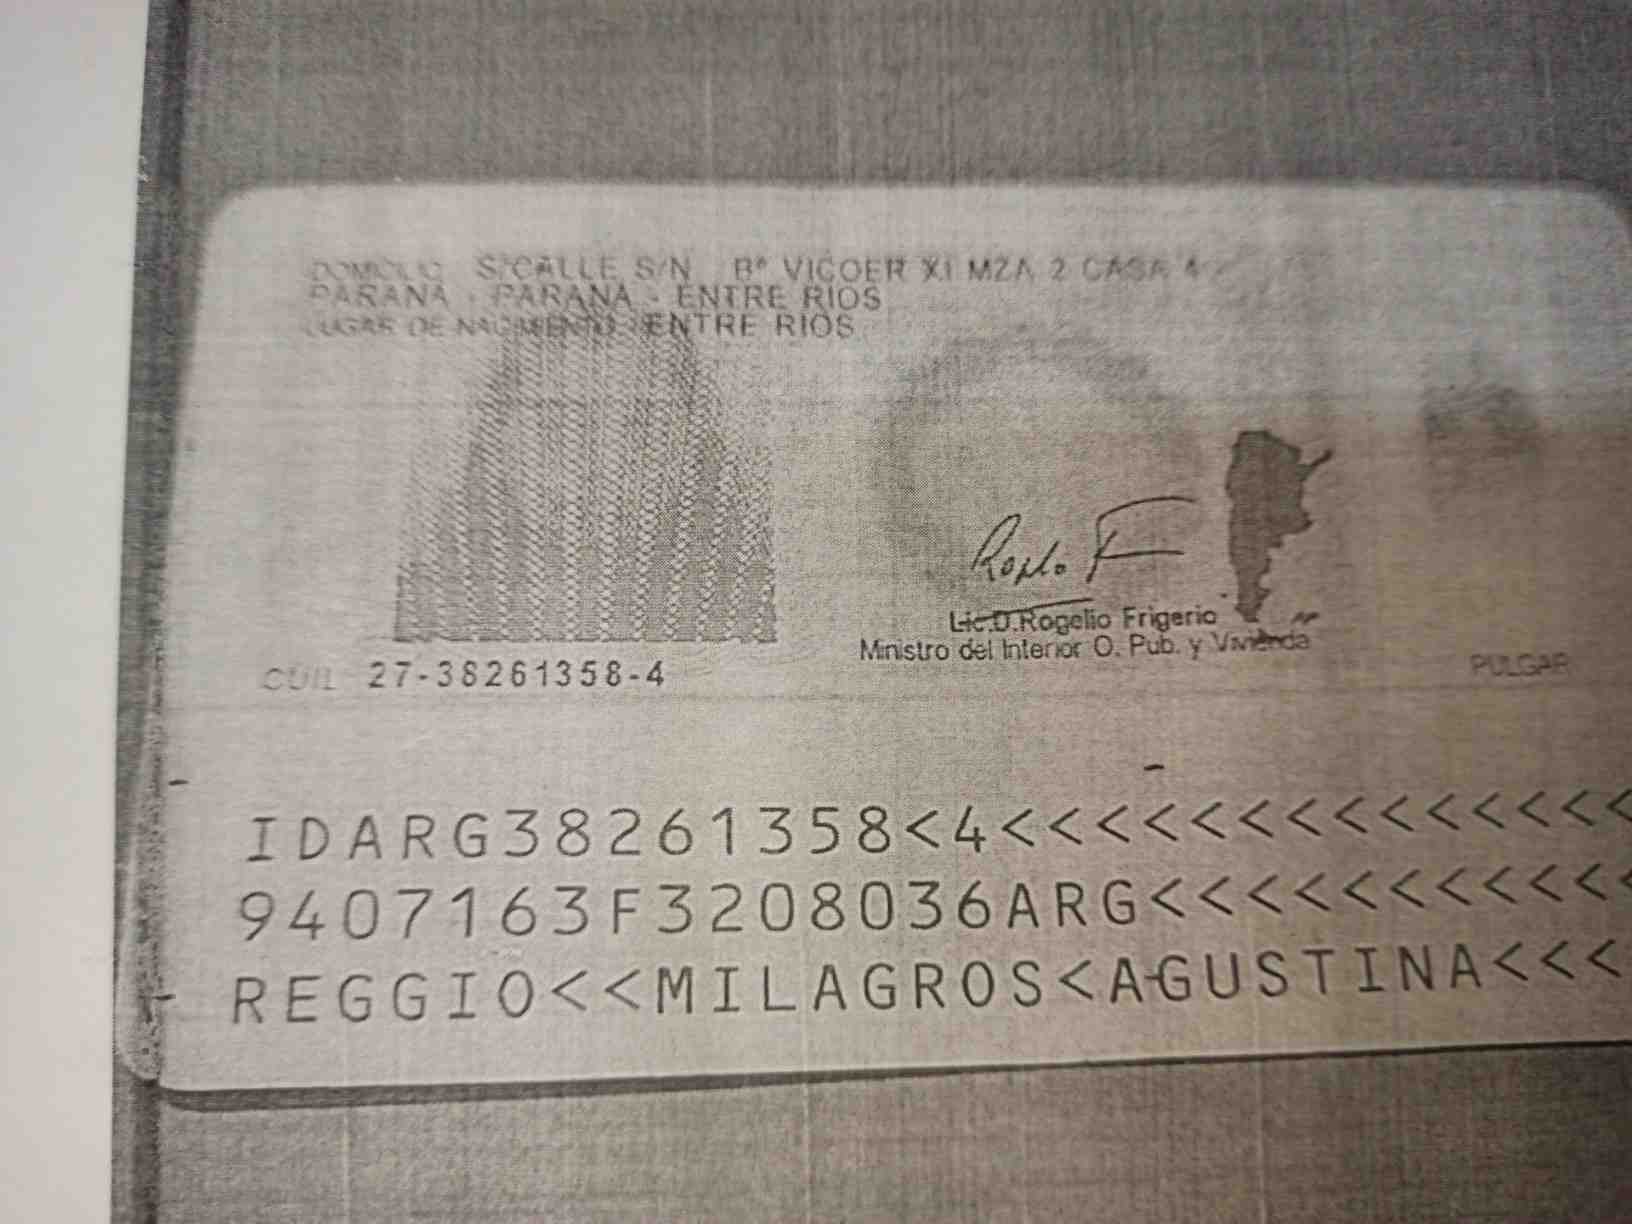 DOMICILIO S/CALLE S/N Bº VICOER XI MZA 2 CASA 4
PARANA - PARANA - ENTRE RIOS
LUGAR DE NACIMIENTO: ENTRE RIOS
Lic.D.Rogelio Frigerio
Ministro del Interior O. Pub. y Vivienda
CUIL 27-38261358-4
PULGAR
IDARG38261358<4<<<<<<<<<<<<<<
9407163F3208036ARG<<<<<<<<<<
REGGIO<<MILAGROS<AGUSTINA<<<